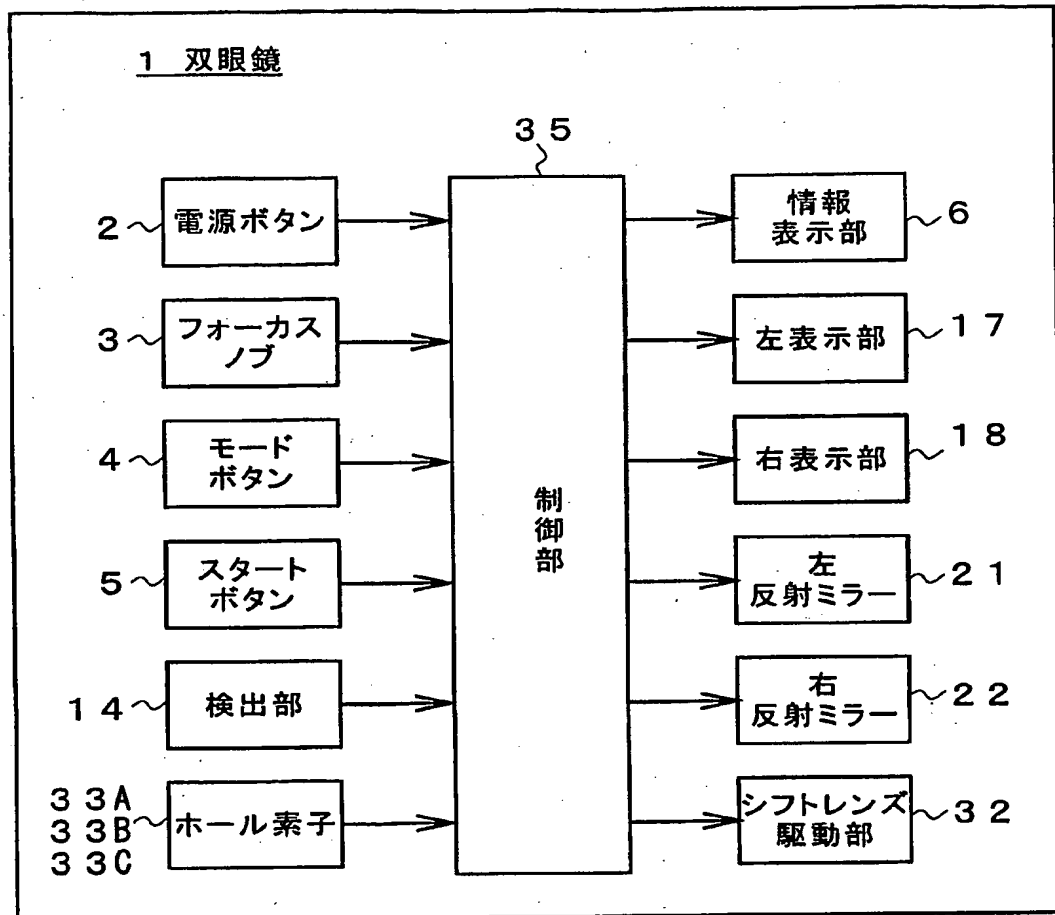 1 双眼鏡
35
2
電源ボタン
3
フォーカス
ノブ
4
モード
ボタン
5
スタート
ボタン
14
検出部
33A
33B
33C
ホール素子
制御部
情報
表示部
6
左表示部
17
右表示部
18
左
反射ミラー
21
右
反射ミラー
22
シフトレンズ
駆動部
32